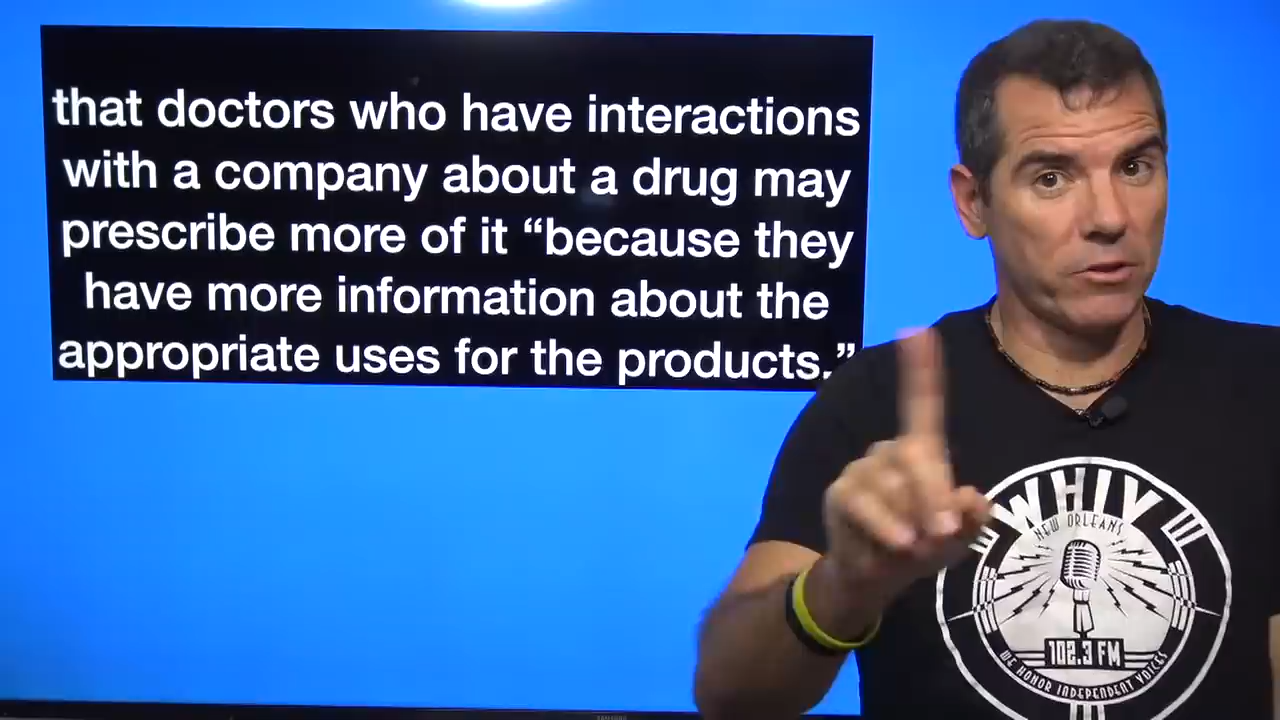 that doctors who have interactions
with a company about a drug may
prescribe more of it “because they
have more information about the
appropriate uses for the products.”
WHIV
NEW ORLEANS
102.3 FM
WE HONOR INDEPENDENT VOICES
SAMSUNG